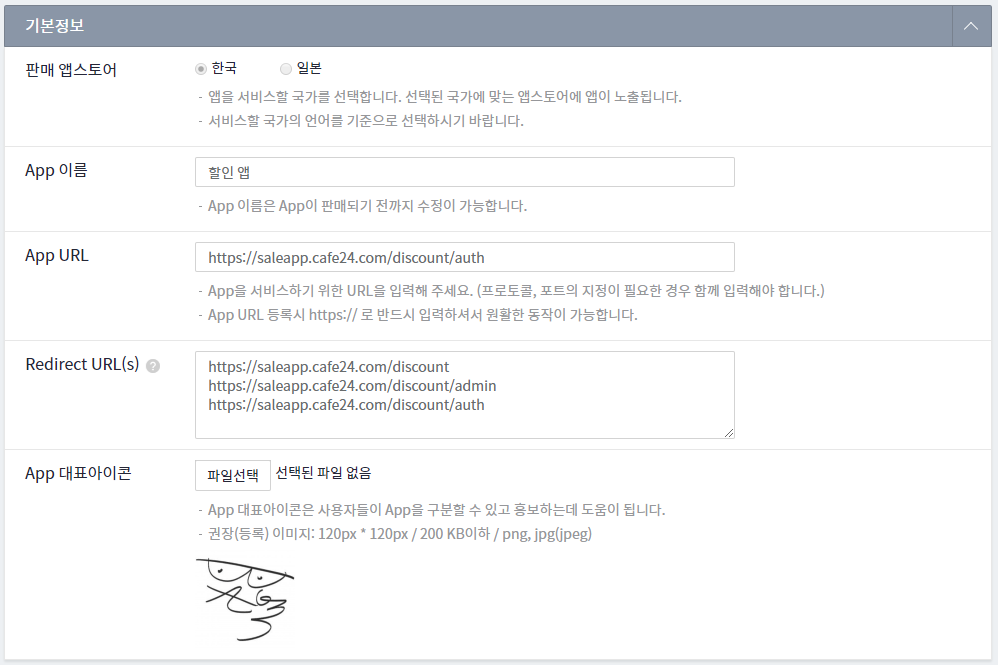 기본정보
판매 앱스토어
한국
일본
- 앱을 서비스할 국가를 선택합니다. 선택된 국가에 맞는 앱스토어에 앱이 노출됩니다.
- 서비스할 국가의 언어를 기준으로 선택하시기 바랍니다.
App 이름
할인 앱
- App 이름은 App이 판매되기 전까지 수정이 가능합니다.
App URL
https://saleapp.cafe24.com/discount/auth
- App을 서비스하기 위한 URL을 입력해 주세요. (프로토콜, 포트의 지정이 필요한 경우 함께 입력해야 합니다.)
- App URL 등록시 https:// 로 반드시 입력하셔서 원활한 동작이 가능합니다.
Redirect URL(s) ?
https://saleapp.cafe24.com/discount
https://saleapp.cafe24.com/discount/admin
https://saleapp.cafe24.com/discount/auth
App 대표아이콘
파일선택 선택된 파일 없음
- App 대표아이콘은 사용자들이 App을 구분할 수 있고 홍보하는데 도움이 됩니다.
- 권장(등록) 이미지: 120px * 120px / 200 KB이하 / png, jpg(jpeg)